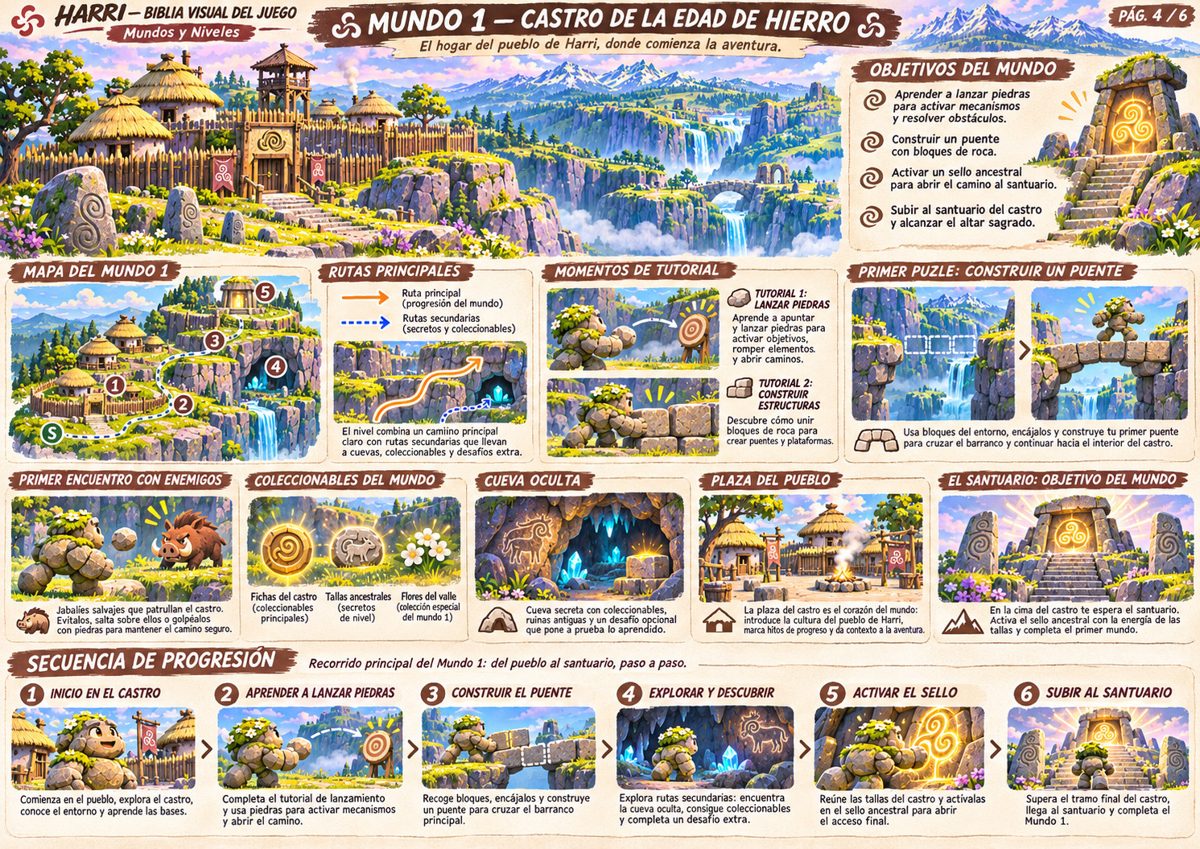 HARRI — BIBLIA VISUAL DEL JUEGO
Mundos y Niveles
MUNDO 1 — CASTRO DE LA EDAD DE HIERRO
El hogar del pueblo de Harri, donde comienza la aventura.
PÁG. 4 / 6
OBJETIVOS DEL MUNDO
Aprender a lanzar piedras
para activar mecanismos
y resolver obstáculos.
Construir un puente
con bloques de roca.
Activar un sello ancestral
para abrir el camino al santuario.
Subir al santuario del castro
y alcanzar el altar sagrado.
MAPA DEL MUNDO 1
5
3
4
1
2
S
RUTAS PRINCIPALES
Ruta principal
(progresión del mundo)
Rutas secundarias
(secretos y coleccionables)
El nivel combina un camiino principal
claro con rutas secundarias que llevan
a cuevas, coleccionables y desafíos extra.
MOMENTOS DE TUTORIAL
TUTORIAL 1:
LANZAR PIEDRAS
Aprende a apuntar
y lanzar piedras para
activar objetivos,
romper elementos.
y abrir caminos.
TUTORIAL 2:
CONSTRUIR
ESTRUCTURAS
Descubre cómo unir
bloques de roca para
crear puentes y plataformas.
PRIMER PUZLE: CONSTRUIR UN PUENTE
Usa bloques del entorno, encájalos y construye tu primer puente
para cruzar el barranco y continuar hacia el interior del castro.
PRIMER ENCUENTRO CON ENEMIGOS
Jabalíes salvajes que patrullan el castro.
Evítalos, salta sobre ellos o golpéalos
con piedras para mantener el camino seguro.
COLECCIONABLES DEL MUNDO
Fichas del castro
(coleccionables
principales)
Tallas ancestrales
(secretos
de nivel)
Flores del valle
(colección especial
del mundo 1)
CUEVA OCULTA
Cueva secreta con coleccionables,
ruinas antiguas y un desafío opcional
que pone a prueba lo aprendido.
PLAZA DEL PUEBLO
La plaza del castro es el corazón del mundo:
introduce la cultura del pueblo de Harri,
marca hitos de progreso y da contexto a la aventura.
EL SANTUARIO: OBJETIVO DEL MUNDO
En la cima del castro te espera el santuario.
Activa el sello ancestral con la energía de las
tallas y completa el primer mundo.
SECUENCIA DE PROGRESIÓN
Recorrido principal del Mundo 1: del pueblo al santuario, paso a paso.
1 INICIO EN EL CASTRO
Comienza en el pueblo, explora el castro,
conoce el entorno y aprende las bases.
2 APRENDER A LANZAR PIEDRAS
Completa el tutorial de lanzamiento
y usa piedras para activar mecanismos
y abrir el camino.
3 CONSTRUIR EL PUENTE
Recoge bloques, encájalos y construye
un puente para cruzar el barranco
principal.
4 EXPLORAR Y DESCUBRIR
Explora rutas secundarias: encuentra
la cueva oculta, consigue coleccionables
y completa un desafío extra.
5 ACTIVAR EL SELLO
Reúne las tallas del castro y actívalas
en el sello ancestral para abrir
el acceso final.
6 SUBIR AL SANTUARIO
Supera el tramo final del castro,
llega al santuario y completa el
Mundo 1.